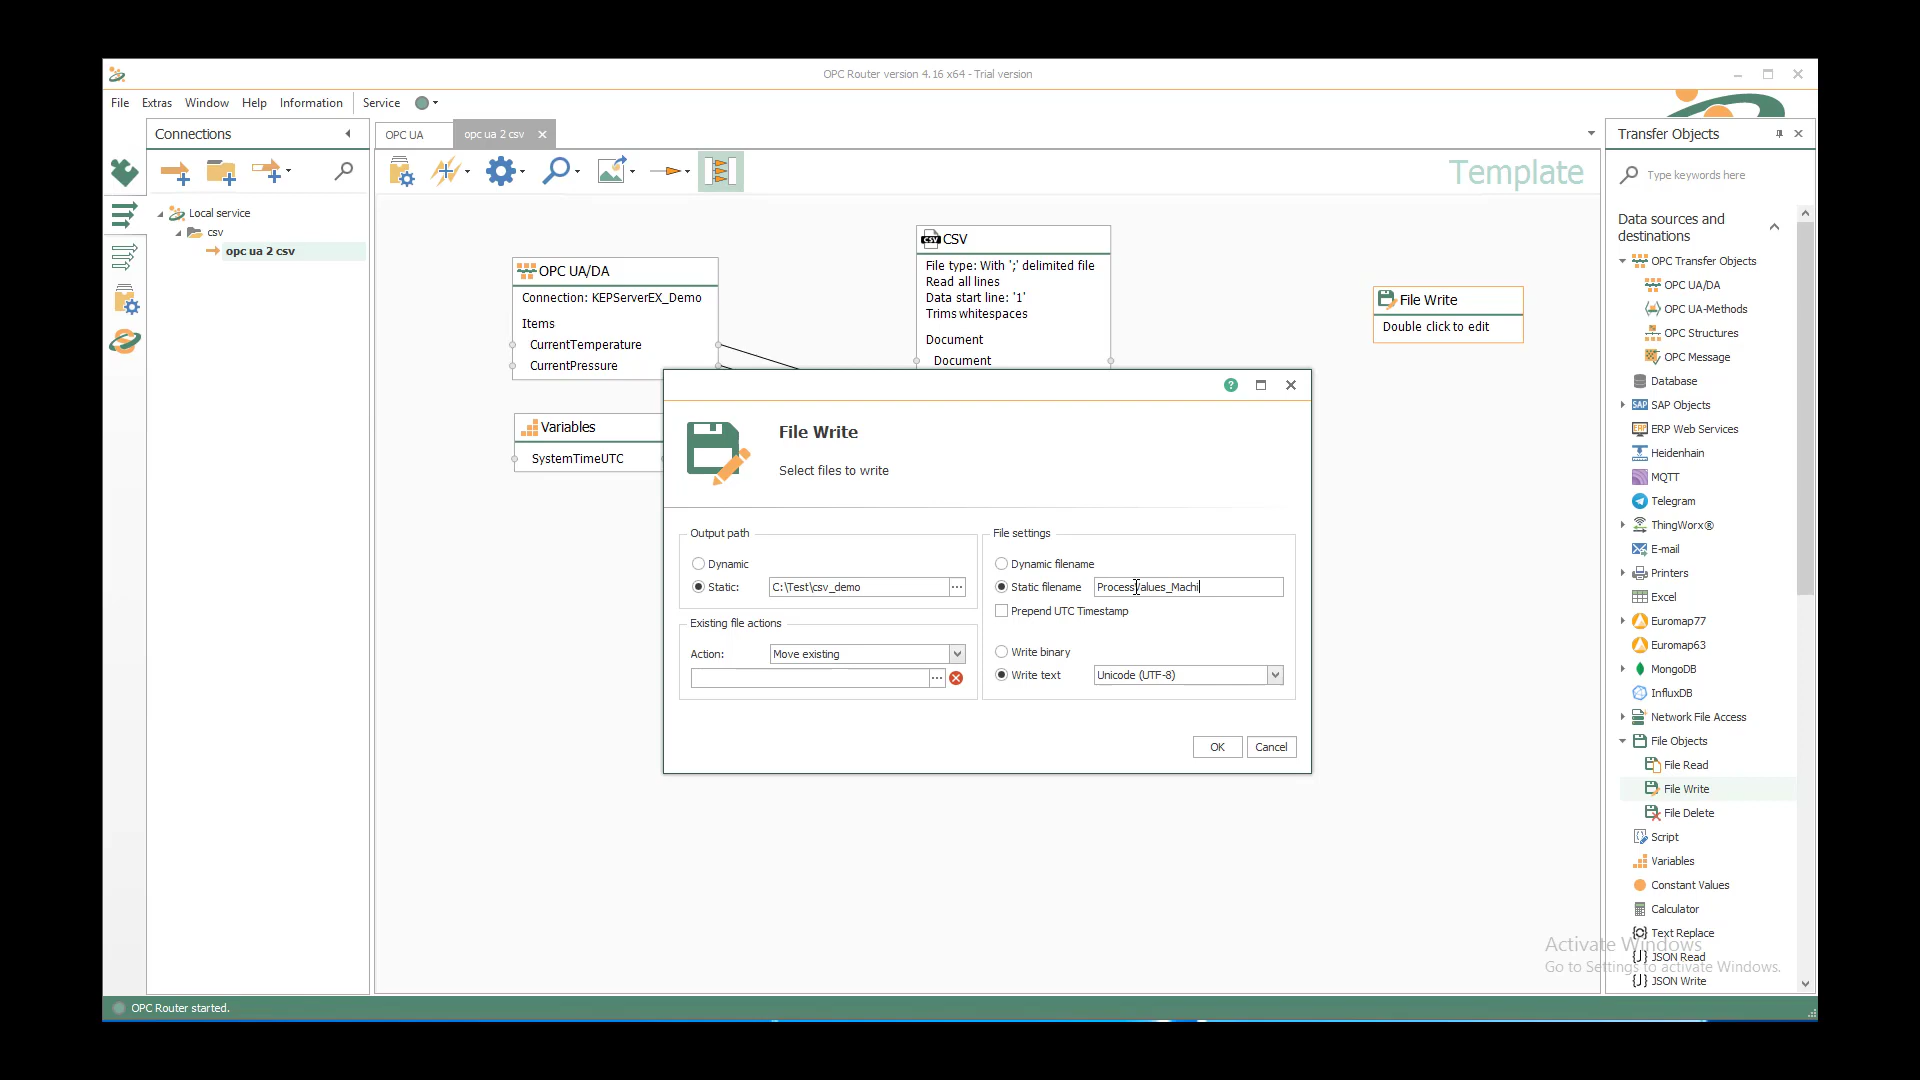 OPC Router version 4.16 x64 - Trial version
File Extras Window Help Information Service
Connections
OPC UA
opc ua 2 csv
Transfer Objects
Template
Type keywords here
Local service
csv
opc ua 2 csv
OPC UA/DA
Connection: KEPServerEX_Demo
Items
CurrentTemperature
CurrentPressure
Variables
SystemTimeUTC
CSV
CSV
File type: With ';' delimited file
Read all lines
Data start line: '1'
Trims whitespaces
Document
Document
File Write
Double click to edit
File Write
Select files to write
Output path
Dynamic
Static: C:\Test\csv_demo
Existing file actions
Action: Move existing
File settings
Dynamic filename
Static filename ProcessValues_Machi
Prepend UTC Timestamp
Write binary
Write text Unicode (UTF-8)
OK Cancel
Data sources and
destinations
OPC Transfer Objects
OPC UA/DA
OPC UA-Methods
OPC Structures
OPC Message
Database
SAP SAP Objects
ERP ERP Web Services
Heidenhain
MQTT
Telegram
ThingWorx®
E-mail
Printers
Excel
Euromap77
Euromap63
MongoDB
InfluxDB
Network File Access
File Objects
File Read
File Write
File Delete
Script
Variables
Constant Values
Calculator
Text Replace
JSON Read
JSON Write
Activate Windows
Go to Settings to activate Windows.
OPC Router started.